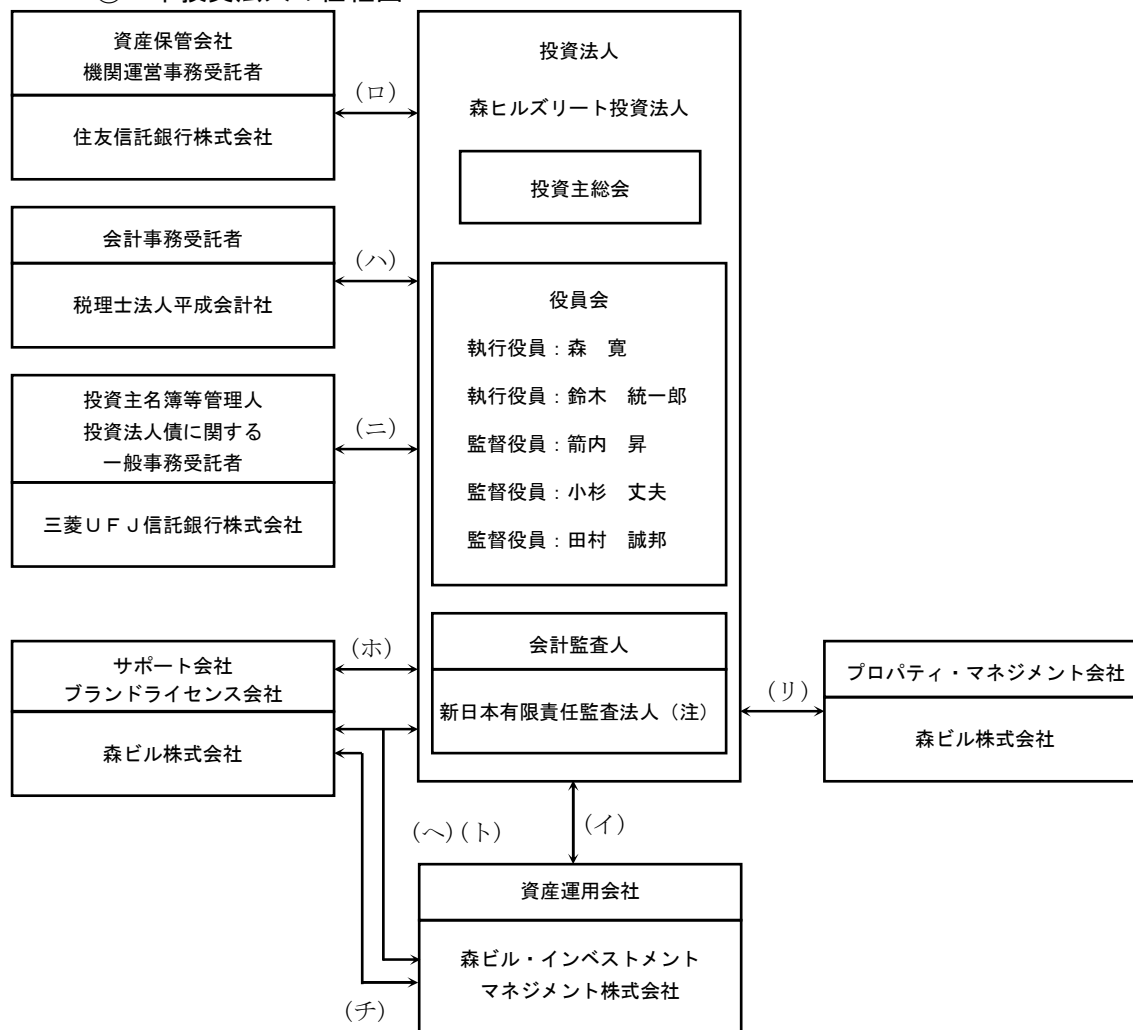 資産保管会社
機関運営事務受託者
住友信託銀行株式会社
(ロ)
会計事務受託者
税理士法人平成会計社
(ハ)
投資主名簿等管理人
投資法人債に関する
一般事務受託者
三菱ＵＦＪ信託銀行株式会社
(ニ)
サポート会社
ブランドライセンス会社
森ビル株式会社
(ホ)
投資法人
森ヒルズリート投資法人
投資主総会
役員会
執行役員：森　寛
執行役員：鈴木　統一郎
監督役員：箭内　昇
監督役員：小杉　丈夫
監督役員：田村　誠邦
会計監査人
新日本有限責任監査法人（注）
(リ)
プロパティ・マネジメント会社
森ビル株式会社
(ヘ)(ト)
(イ)
資産運用会社
森ビル・インベストメント
マネジメント株式会社
(チ)